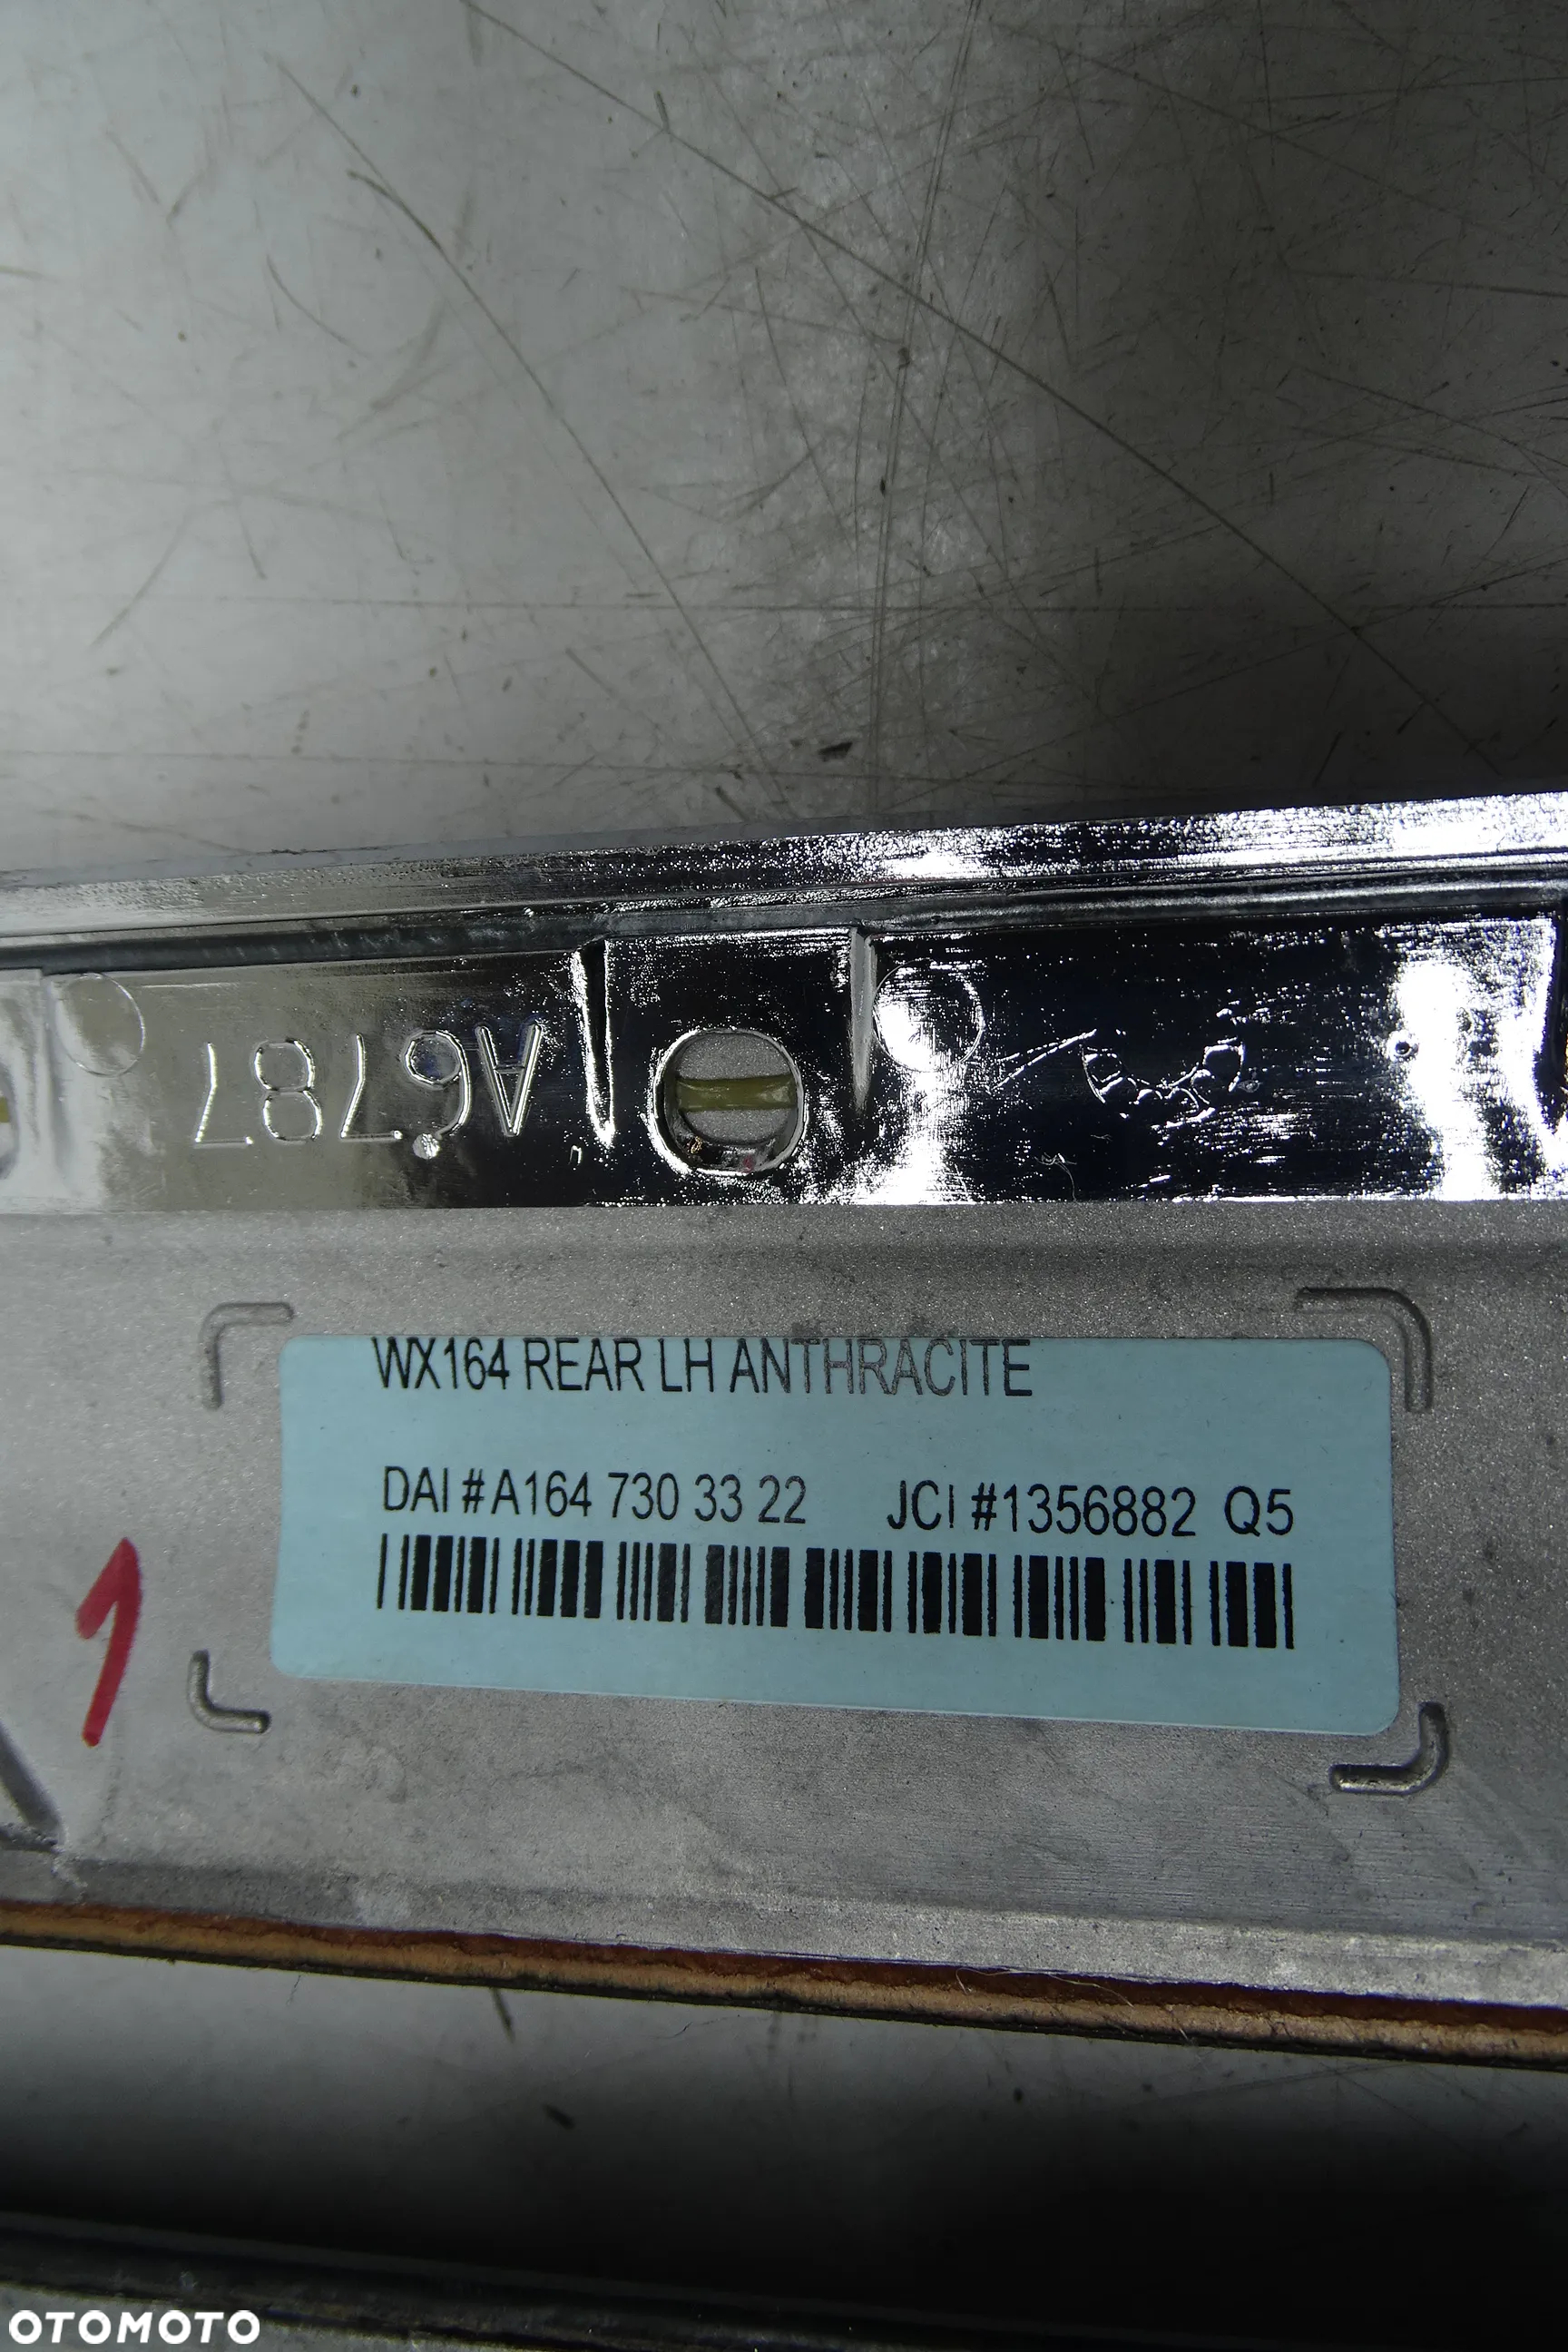 A6787
WX164 REAR LH ANTHRACITE
DAI #A164 730 33 22 JCI #1356882 Q5
1
OTOMOTO